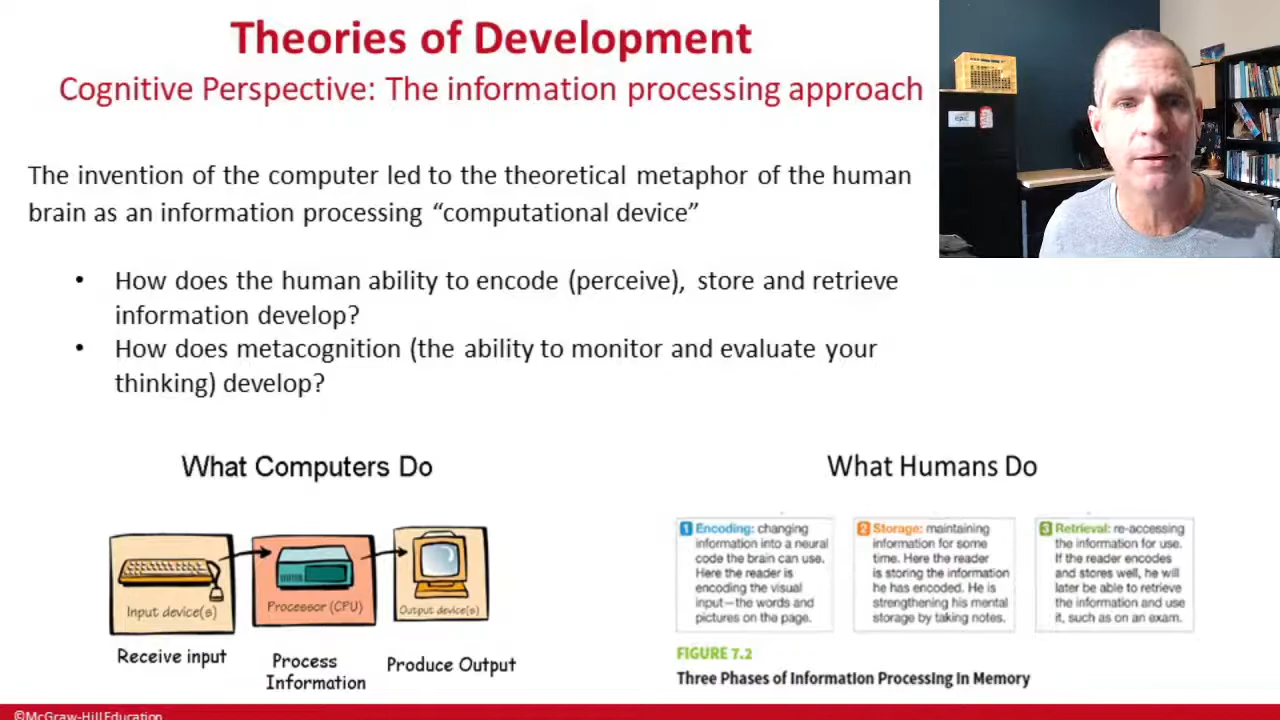 Theories of Development
Cognitive Perspective: The information processing approach
epic
The invention of the computer led to the theoretical metaphor of the human
brain as an information processing “computational device”
• How does the human ability to encode (perceive), store and retrieve
information develop?
• How does metacognition (the ability to monitor and evaluate your
thinking) develop?
What Computers Do
Input device(s)
Processor (CPU)
Output device(s)
Receive input
Process
Information
Produce Output
What Humans Do
1 Encoding: changing
information into a neural
code the brain can use.
Here the reader is
encoding the visual
input—the words and
pictures on the page.
2 Storage: maintaining
information for some
time. Here the reader
is storing the information
he has encoded. He is
strengthening his mental
storage by taking notes.
3 Retrieval: re-accessing
the information for use.
If the reader encodes
and stores well, he will
later be able to retrieve
the information and use
it, such as on an exam.
FIGURE 7.2
Three Phases of Information Processing in Memory
©McGraw-Hill Education